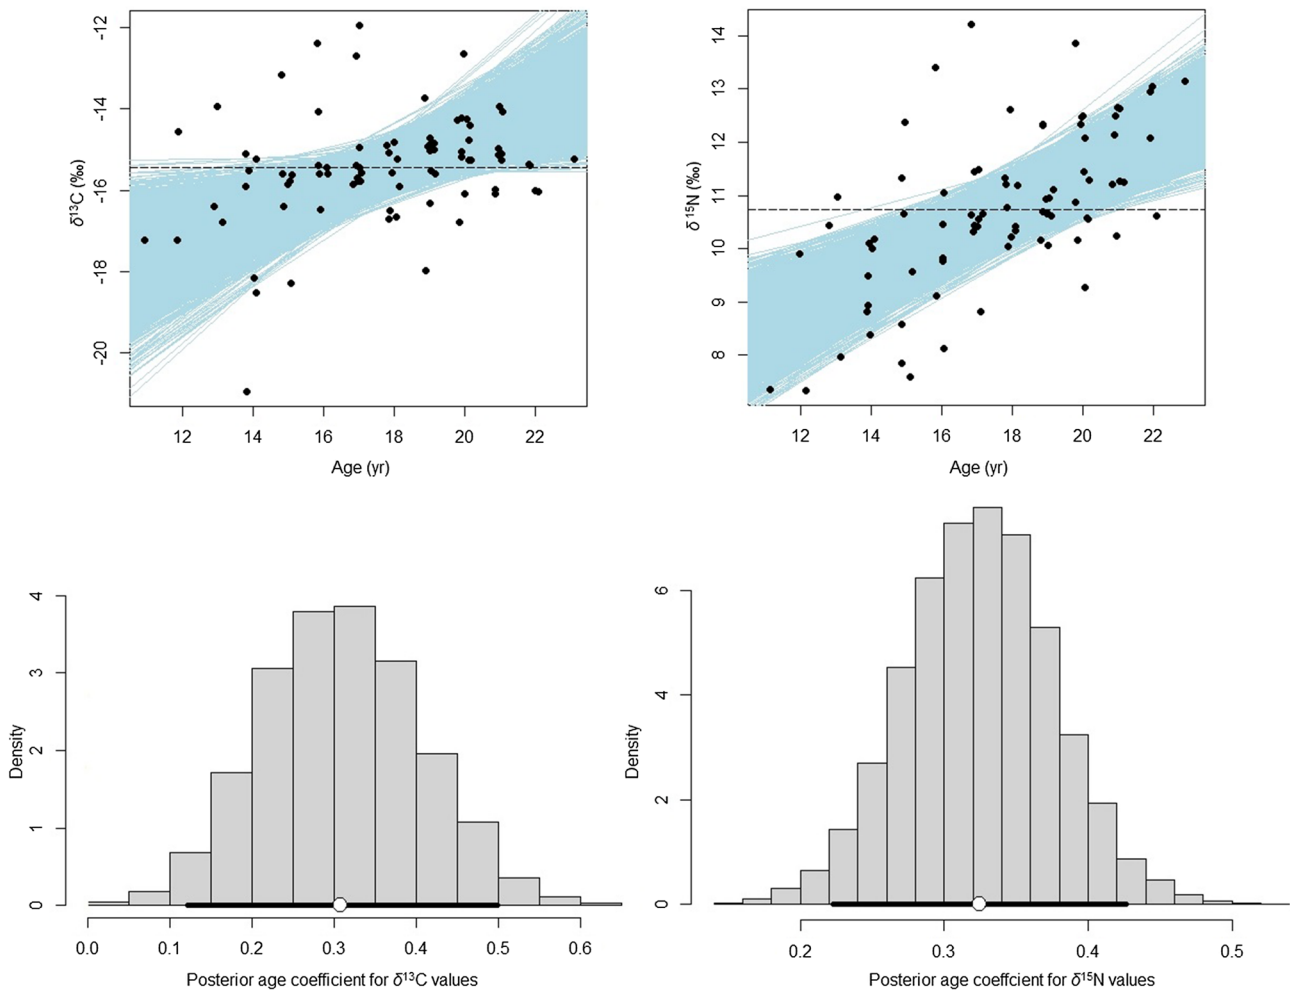 -12
-14
-16
-18
-20
δ¹³C (‰)
12 14 16 18 20 22
Age (yr)
14
13
12
11
10
9
8
δ ¹⁵N (‰)
12 14 16 18 20 22
Age (yr)
4
3
2
1
0
Density
0.0 0.1 0.2 0.3 0.4 0.5 0.6
Posterior age coefficient for δ¹³C values
6
4
2
0
Density
0.2 0.3 0.4 0.5
Posterior age coeffcient for δ¹⁵N values